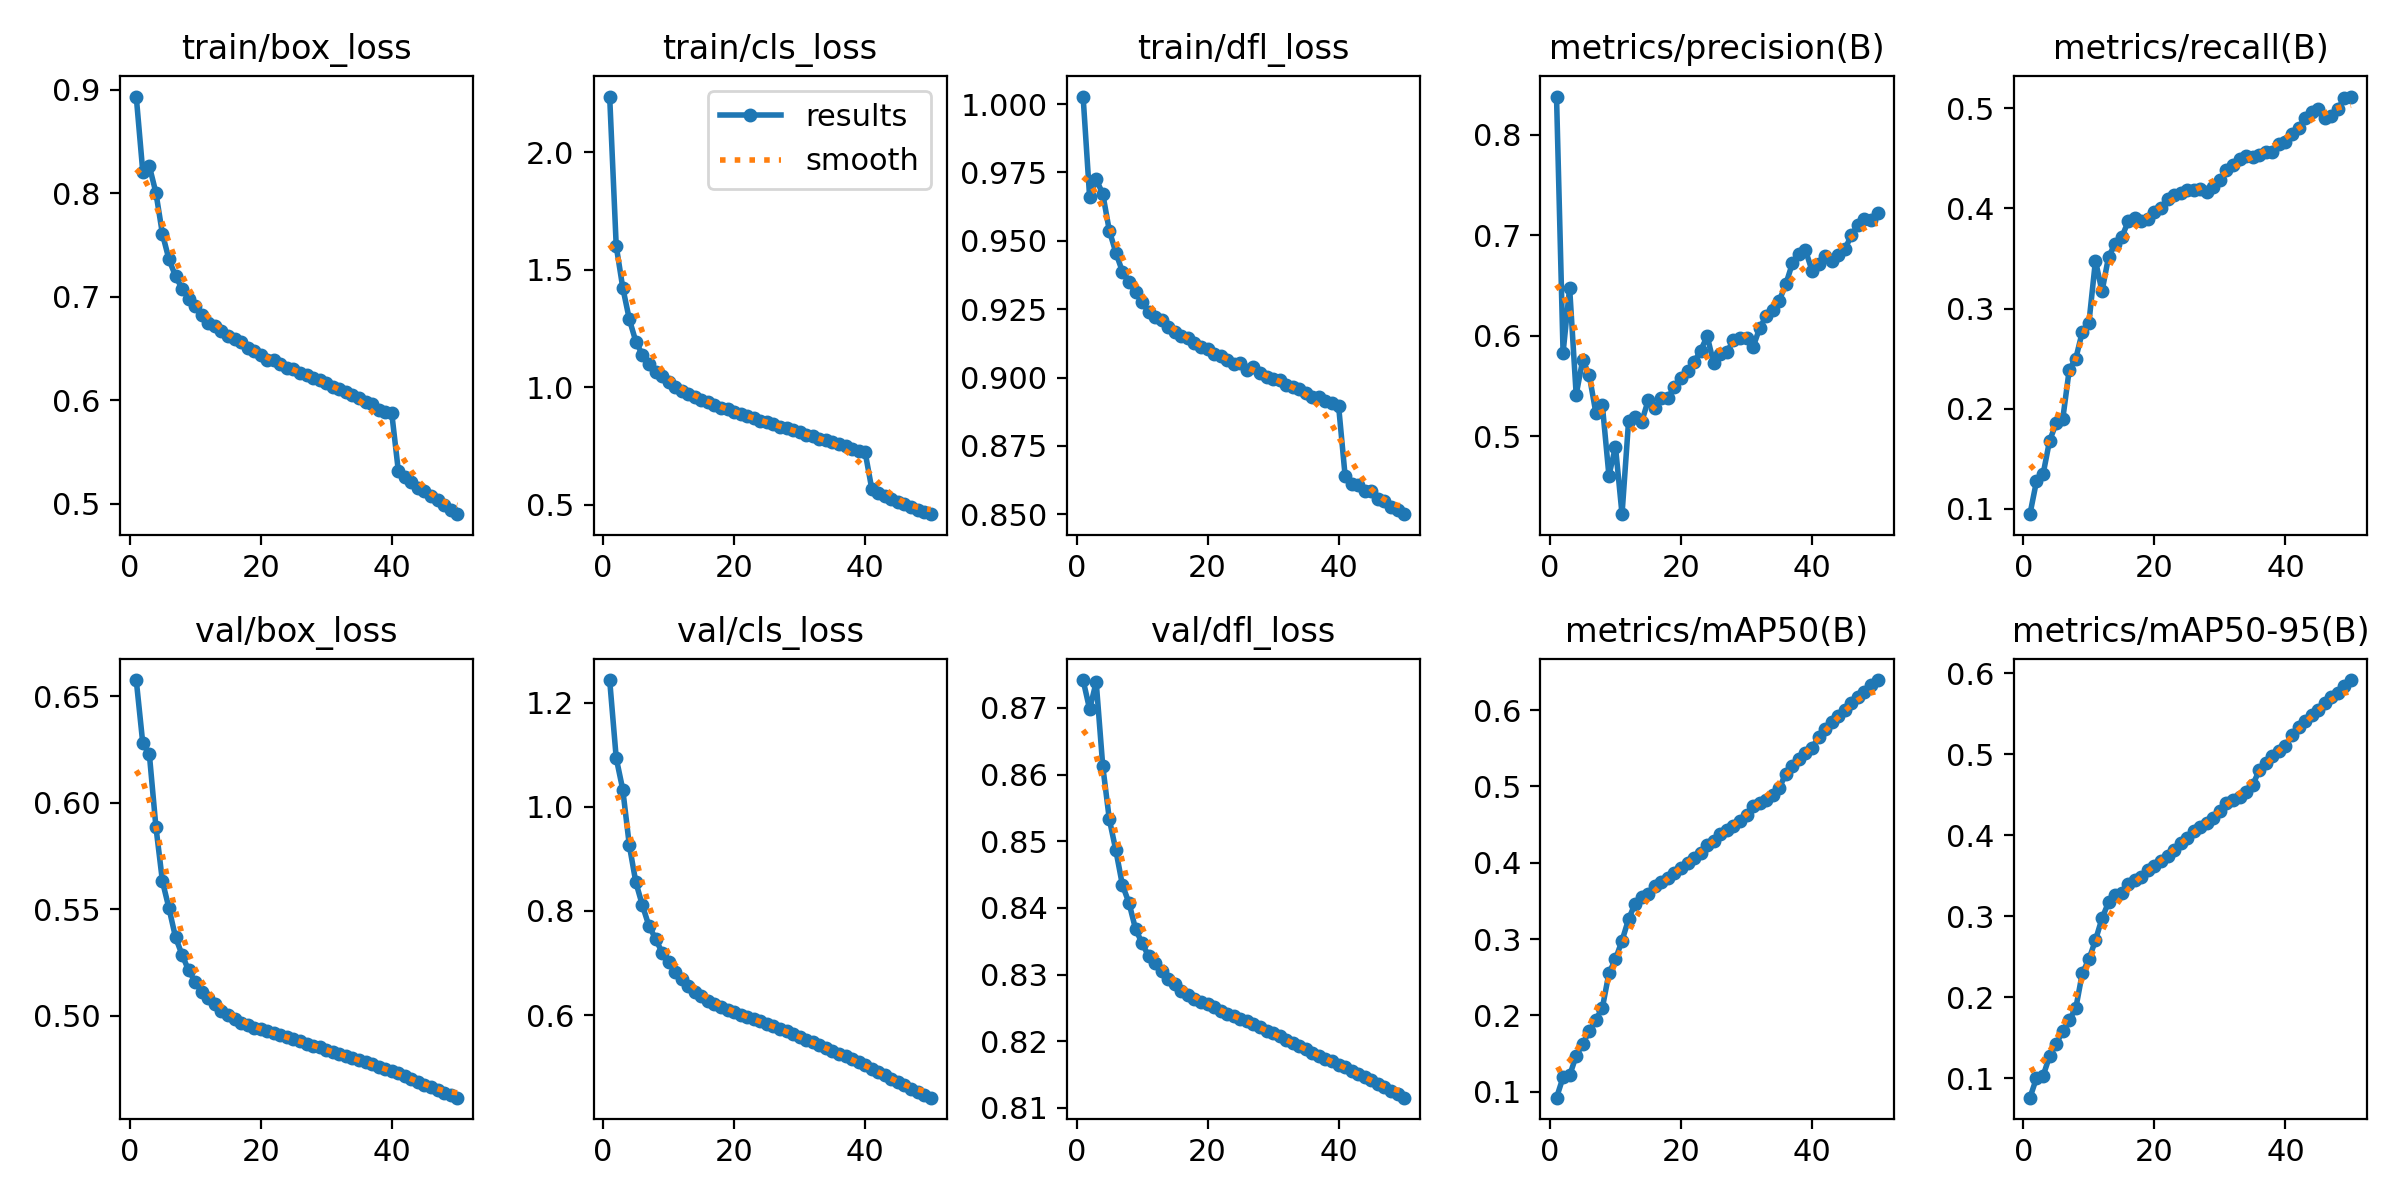 train/box_loss
0.9
0.8
0.7
0.6
0.5
0 20 40
train/cls_loss
results
smooth
2.0
1.5
1.0
0.5
0 20 40
train/dfl_loss
1.000
0.975
0.950
0.925
0.900
0.875
0.850
0 20 40
metrics/precision(B)
0.8
0.7
0.6
0.5
0 20 40
metrics/recall(B)
0.5
0.4
0.3
0.2
0.1
0 20 40
val/box_loss
0.65
0.60
0.55
0.50
0 20 40
val/cls_loss
1.2
1.0
0.8
0.6
0 20 40
val/dfl_loss
0.87
0.86
0.85
0.84
0.83
0.82
0.81
0 20 40
metrics/mAP50(B)
0.6
0.5
0.4
0.3
0.2
0.1
0 20 40
metrics/mAP50-95(B)
0.6
0.5
0.4
0.3
0.2
0.1
0 20 40